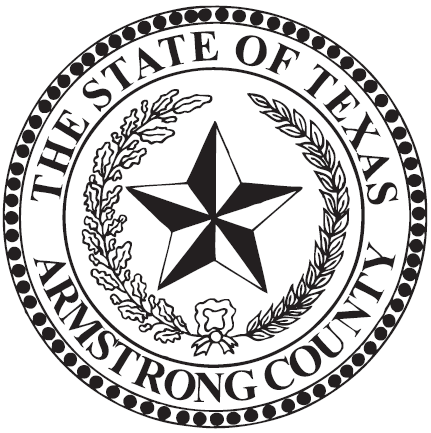 THE STATE OF TEXAS
ARMSTRONG COUNTY